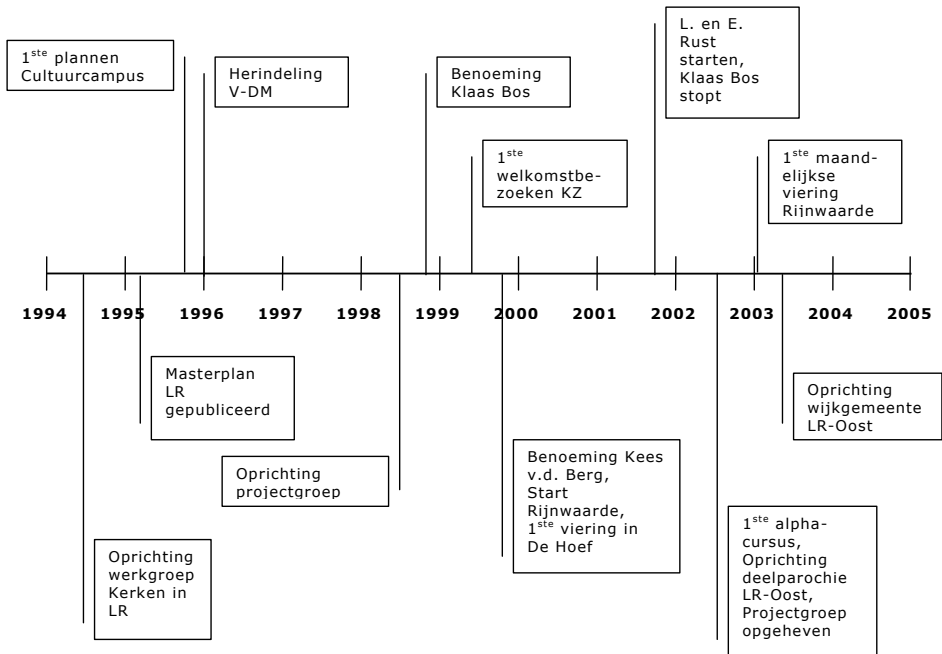 1ste plannen
Cultuurcampus
Herindeling
V-DM
Benoeming
Klaas Bos
1ste
welkomstbe-
zoeken KZ
L. en E.
Rust
starten,
Klaas Bos
stopt
1ste maand-
elijkse
viering
Rijnwaarde
1994 1995 1996 1997 1998 1999 2000 2001 2002 2003 2004 2005
Oprichting
werkgroep
Kerken in
LR
Masterplan
LR
gepubliceerd
Oprichting
projectgroep
Benoeming Kees
v.d. Berg,
Start
Rijnwaarde,
1ste viering in
De Hoef
1ste alpha-
cursus,
Oprichting
deelparochie
LR-Oost,
Projectgroep
opgeheven
Oprichting
wijkgemeente
LR-Oost